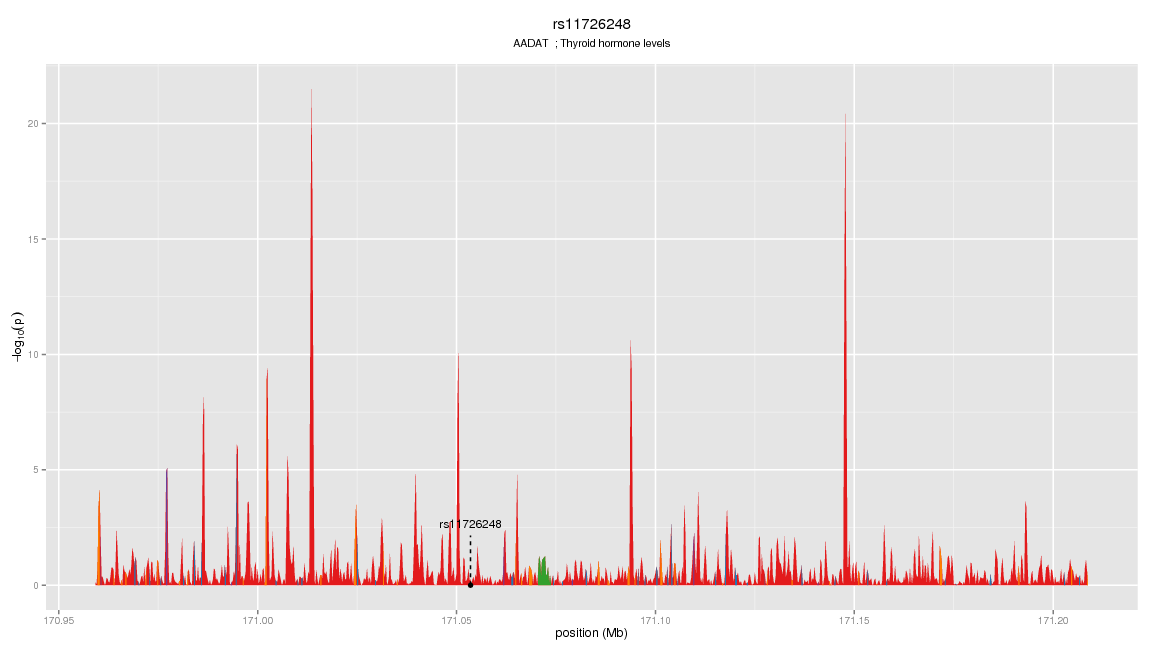 rs11726248
AADAT ; Thyroid hormone levels
20
15
10
5
0
−log10(p)
rs11726248
170.95 171.00 171.05 171.10 171.15 171.20
position (Mb)